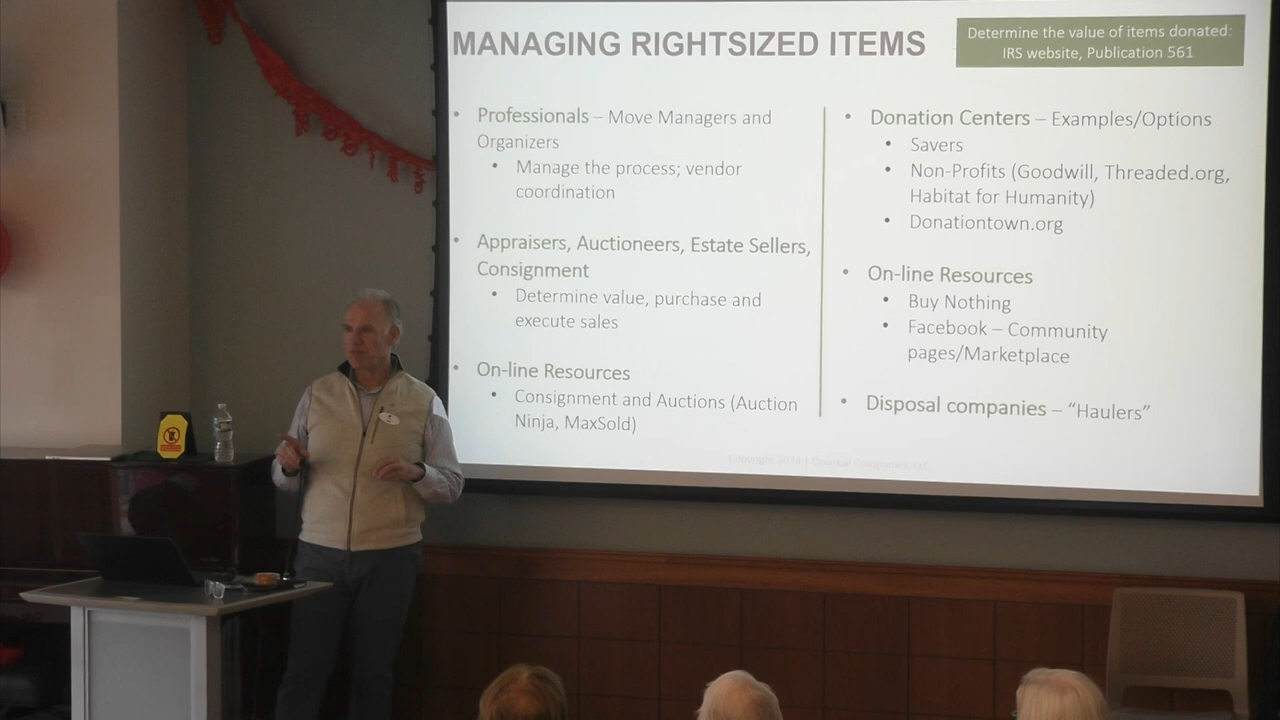 MANAGING RIGHTSIZED ITEMS
Determine the value of items donated:
IRS website, Publication 561
• Professionals – Move Managers and
Organizers
• Manage the process; vendor
coordination
• Appraisers, Auctioneers, Estate Sellers,
Consignment
• Determine value, purchase and
execute sales
• On-line Resources
• Consignment and Auctions (Auction
Ninja, MaxSold)
• Donation Centers – Examples/Options
• Savers
• Non-Profits (Goodwill, Threaded.org,
Habitat for Humanity)
• Donationtown.org
• On-line Resources
• Buy Nothing
• Facebook – Community
pages/Marketplace
• Disposal companies – “Haulers”